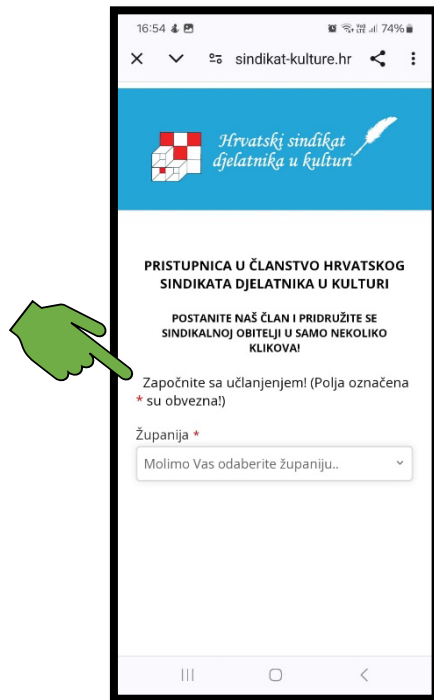 16:54 74%
sindikat-kulture.hr
Hrvatski sindikat
djelatnika u kulturi
PRISTUPNICA U ČLANSTVO HRVATSKOG
SINDIKATA DJELATNIKA U KULTURI
POSTANITE NAŠ ČLAN I PRIDRUŽITE SE
SINDIKALNOJ OBITELJI U SAMO NEKOLIKO
KLIKOVA!
Započnite sa učlanjenjem! (Polja označena
* su obvezna!)
Županija *
Molimo Vas odaberite županiju..